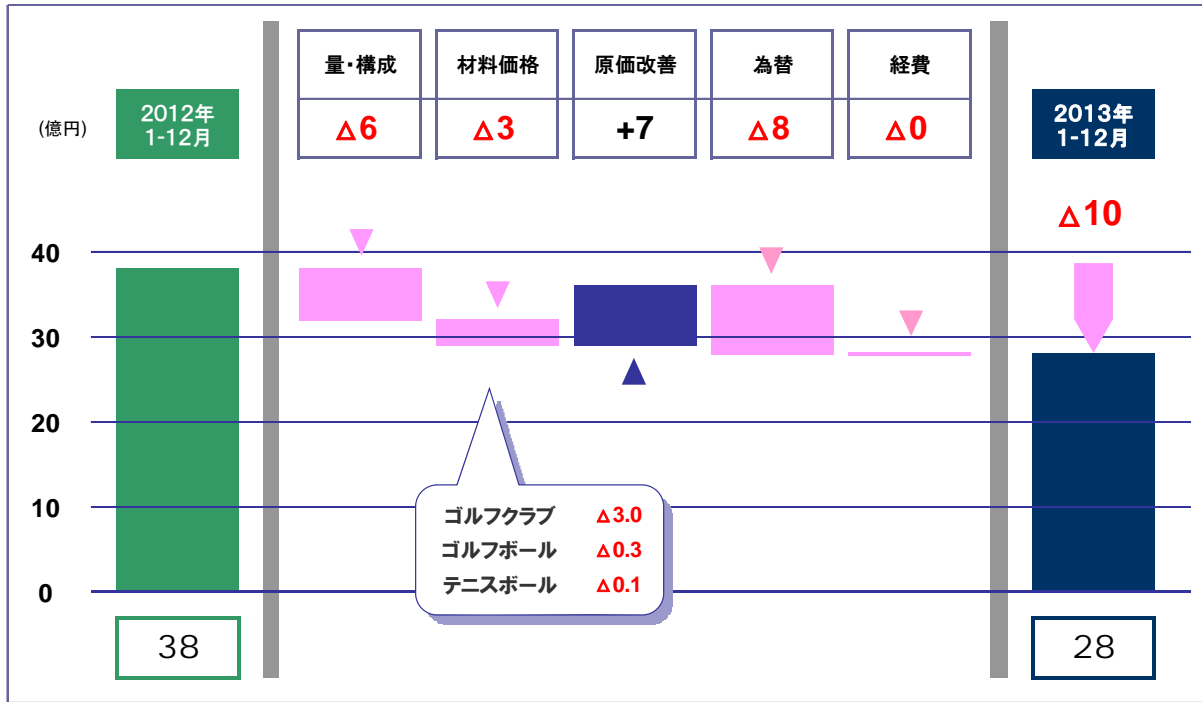 (億円)
2012年
1-12月
量・構成
材料価格
原価改善
為替
経費
△6
△3
+7
△8
△0
2013年
1-12月
△10
40
30
20
10
0
ゴルフクラブ △3.0
ゴルフボール △0.3
テニスボール △0.1
38
28